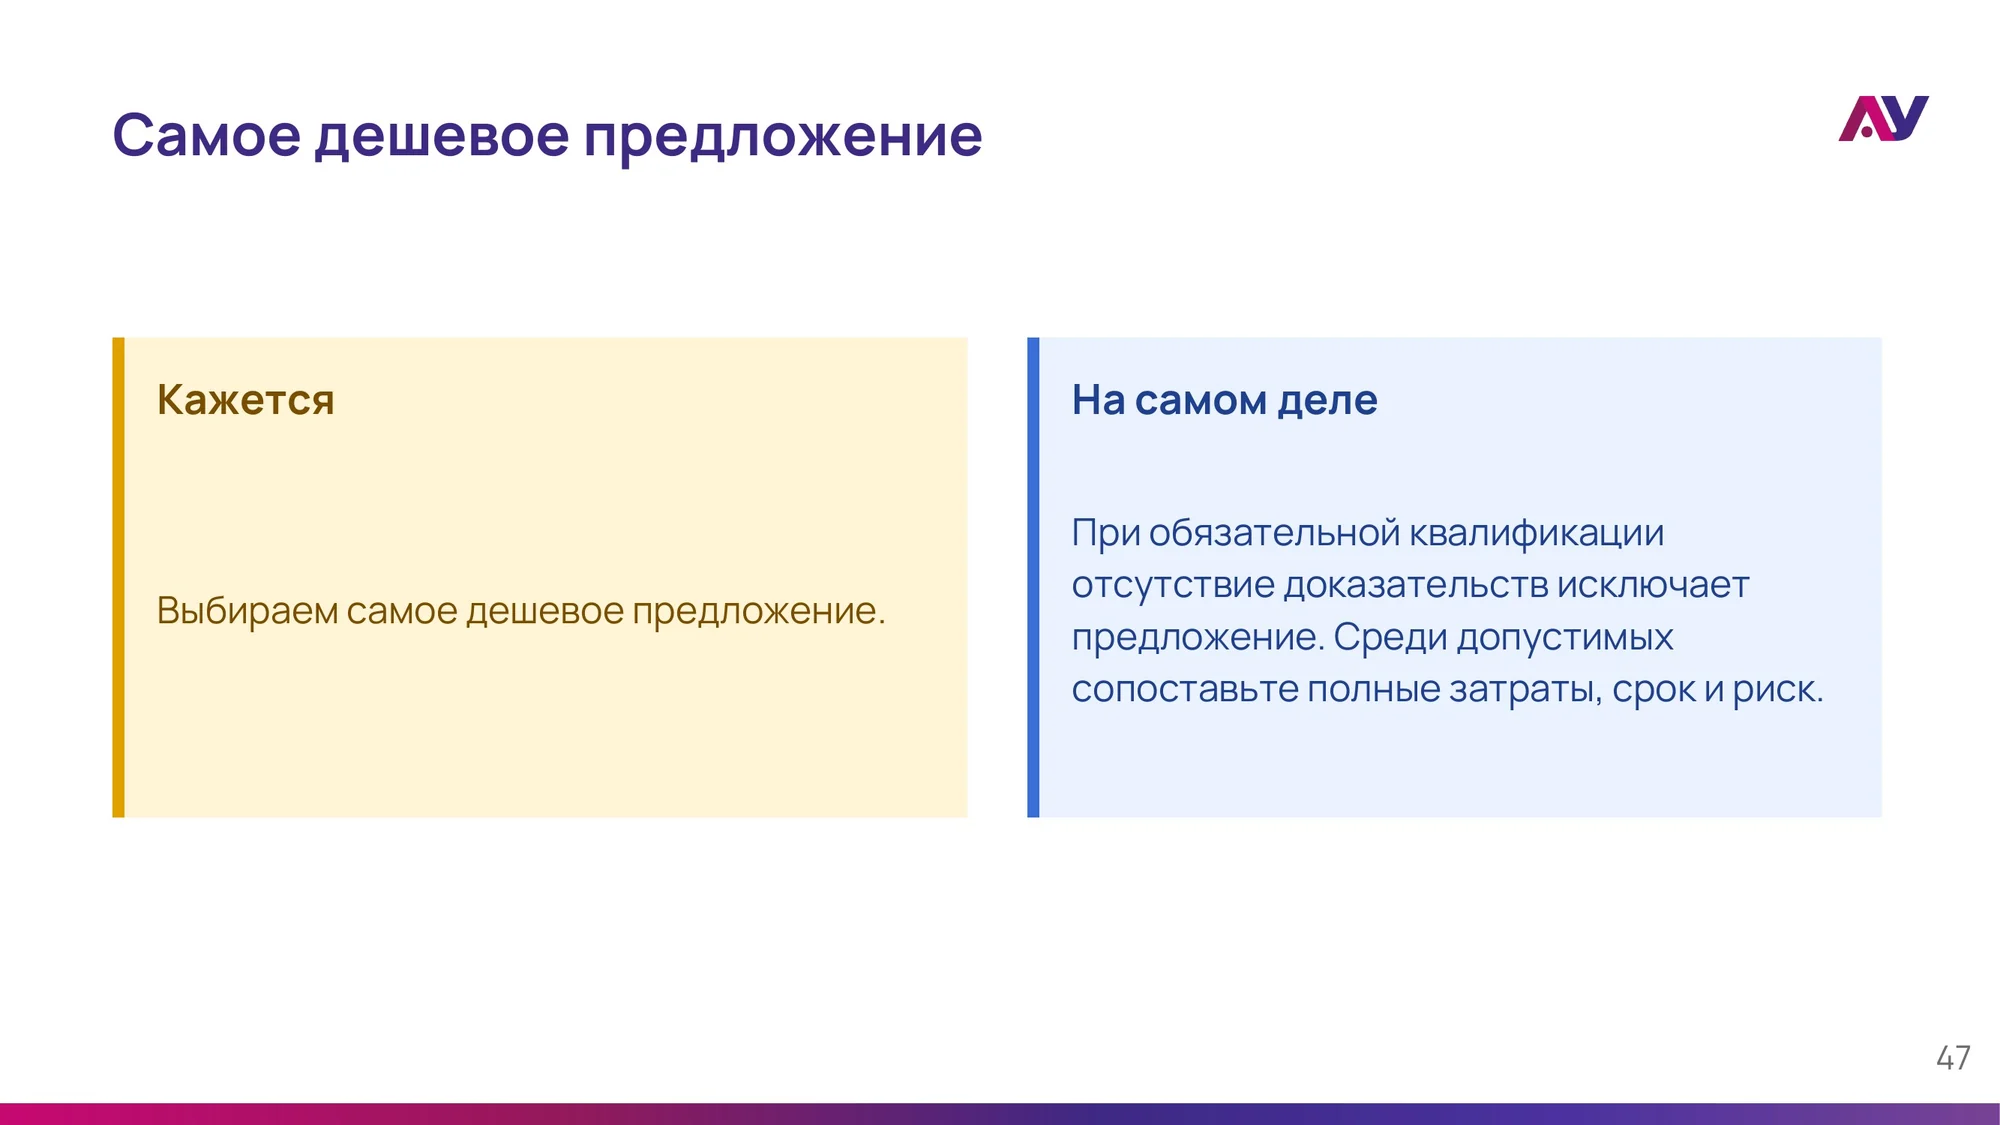 Самое дешевое предложение
АУ
Кажется
Выбираем самое дешевое предложение.
На самом деле
При обязательной квалификации
отсутствие доказательств исключает
предложение. Среди допустимых
сопоставьте полные затраты, срок и риск.
47